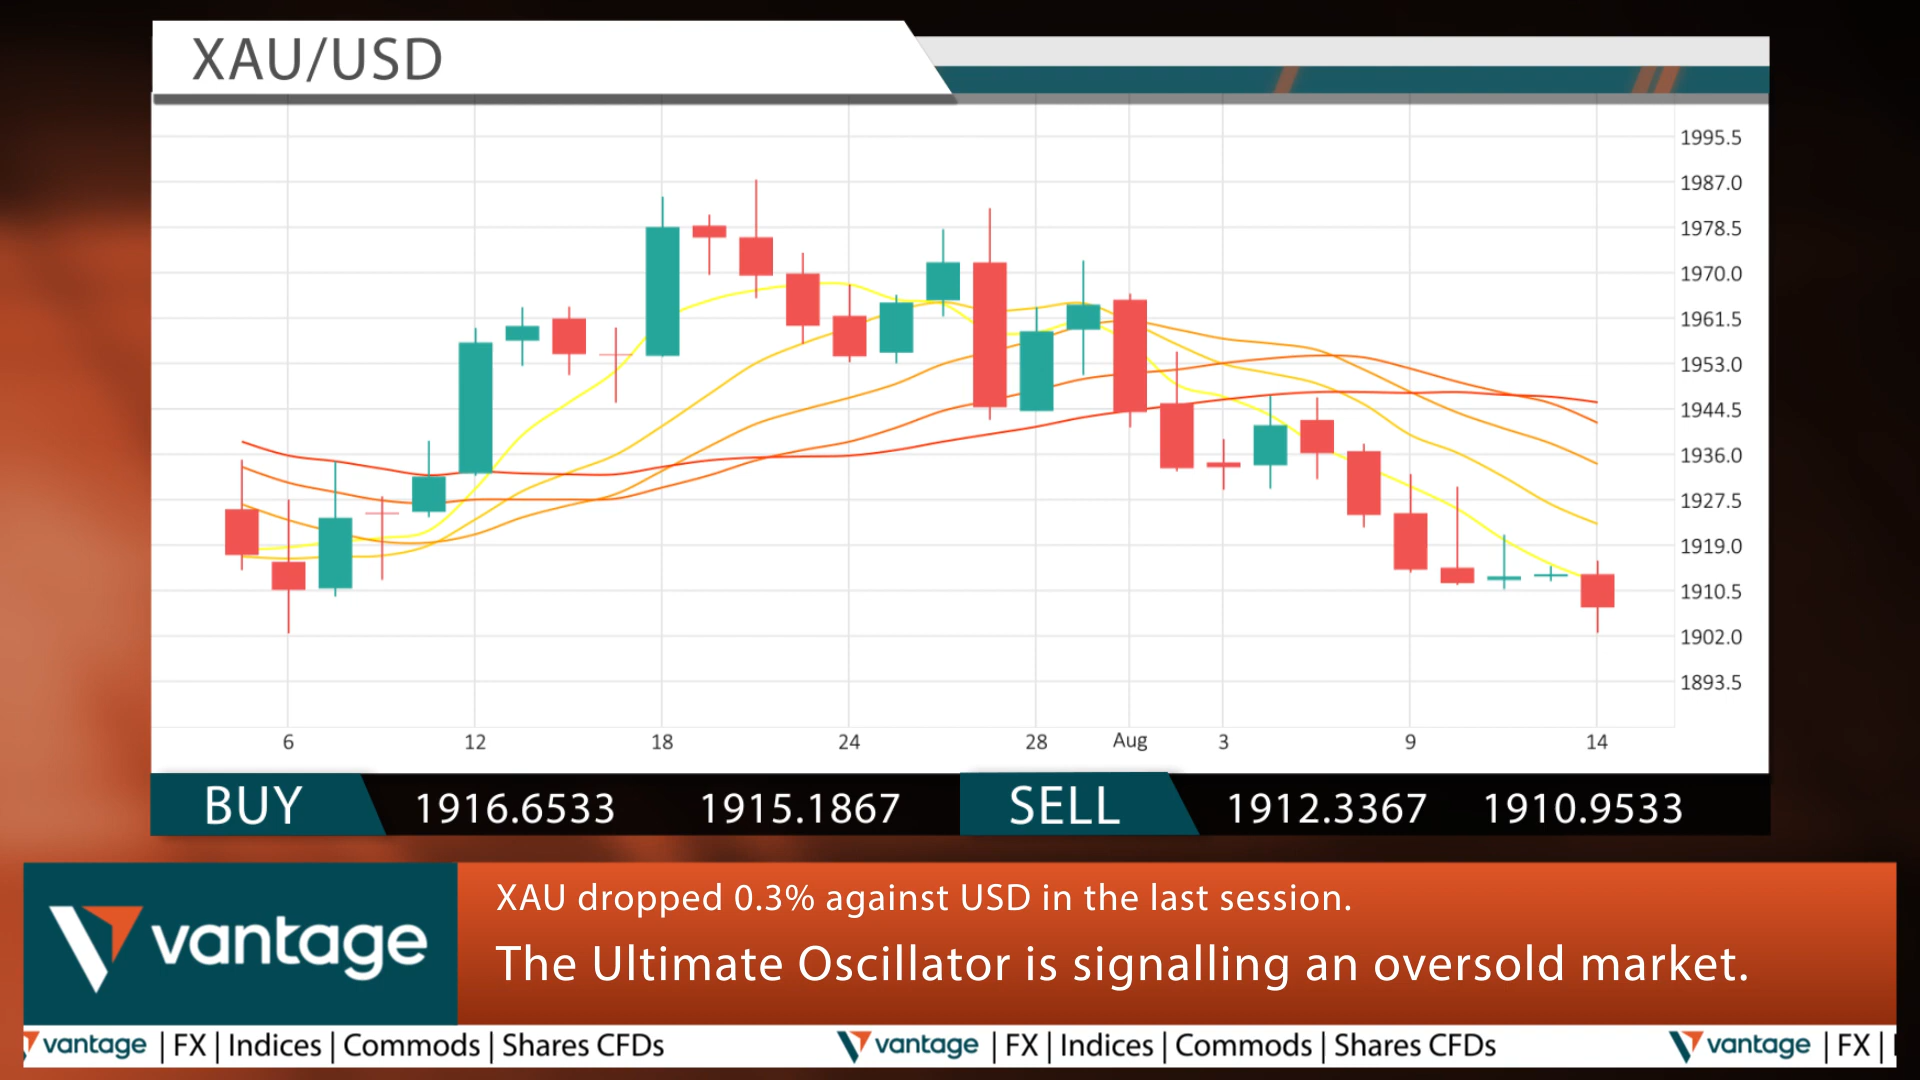 XAU/USD
1995.5
1987.0
1978.5
1970.0
1961.5
1953.0
1944.5
1936.0
1927.5
1919.0
1910.5
1902.0
1893.5
6 12 18 24 28 Aug 3 9 14
BUY 1916.6533 1915.1867 SELL 1912.3367 1910.9533
vantage
XAU dropped 0.3% against USD in the last session.
The Ultimate Oscillator is signalling an oversold market.
vantage | FX | Indices | Commods | Shares CFDs vantage | FX | Indices | Commods | Shares CFDs vantage | FX |